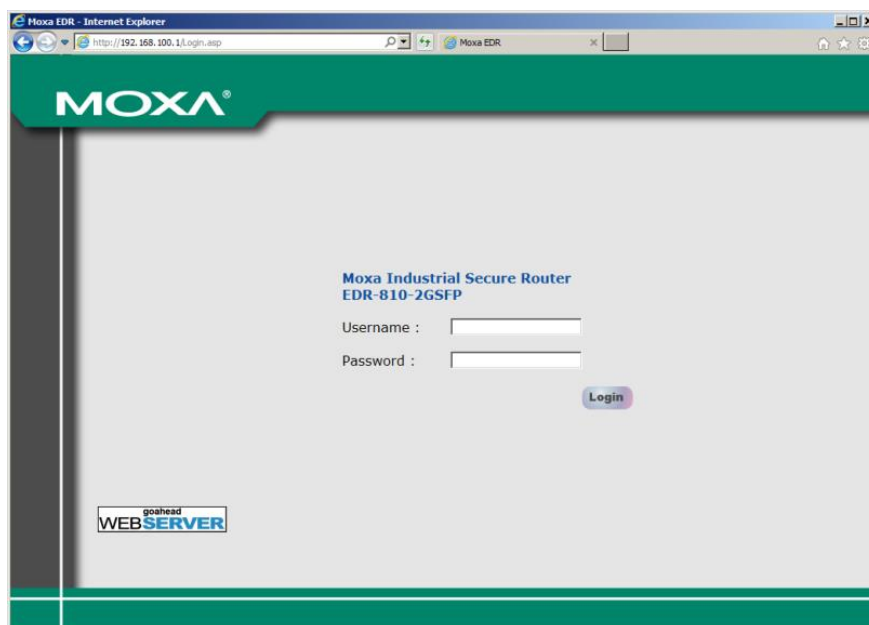 Moxa EDR - Internet Explorer
http://192.168.100.1/Login.asp
Moxa EDR
MOXA®
Moxa Industrial Secure Router
EDR-810-2GSFP
Username :
Password :
Login
goahead
WEBSERVER